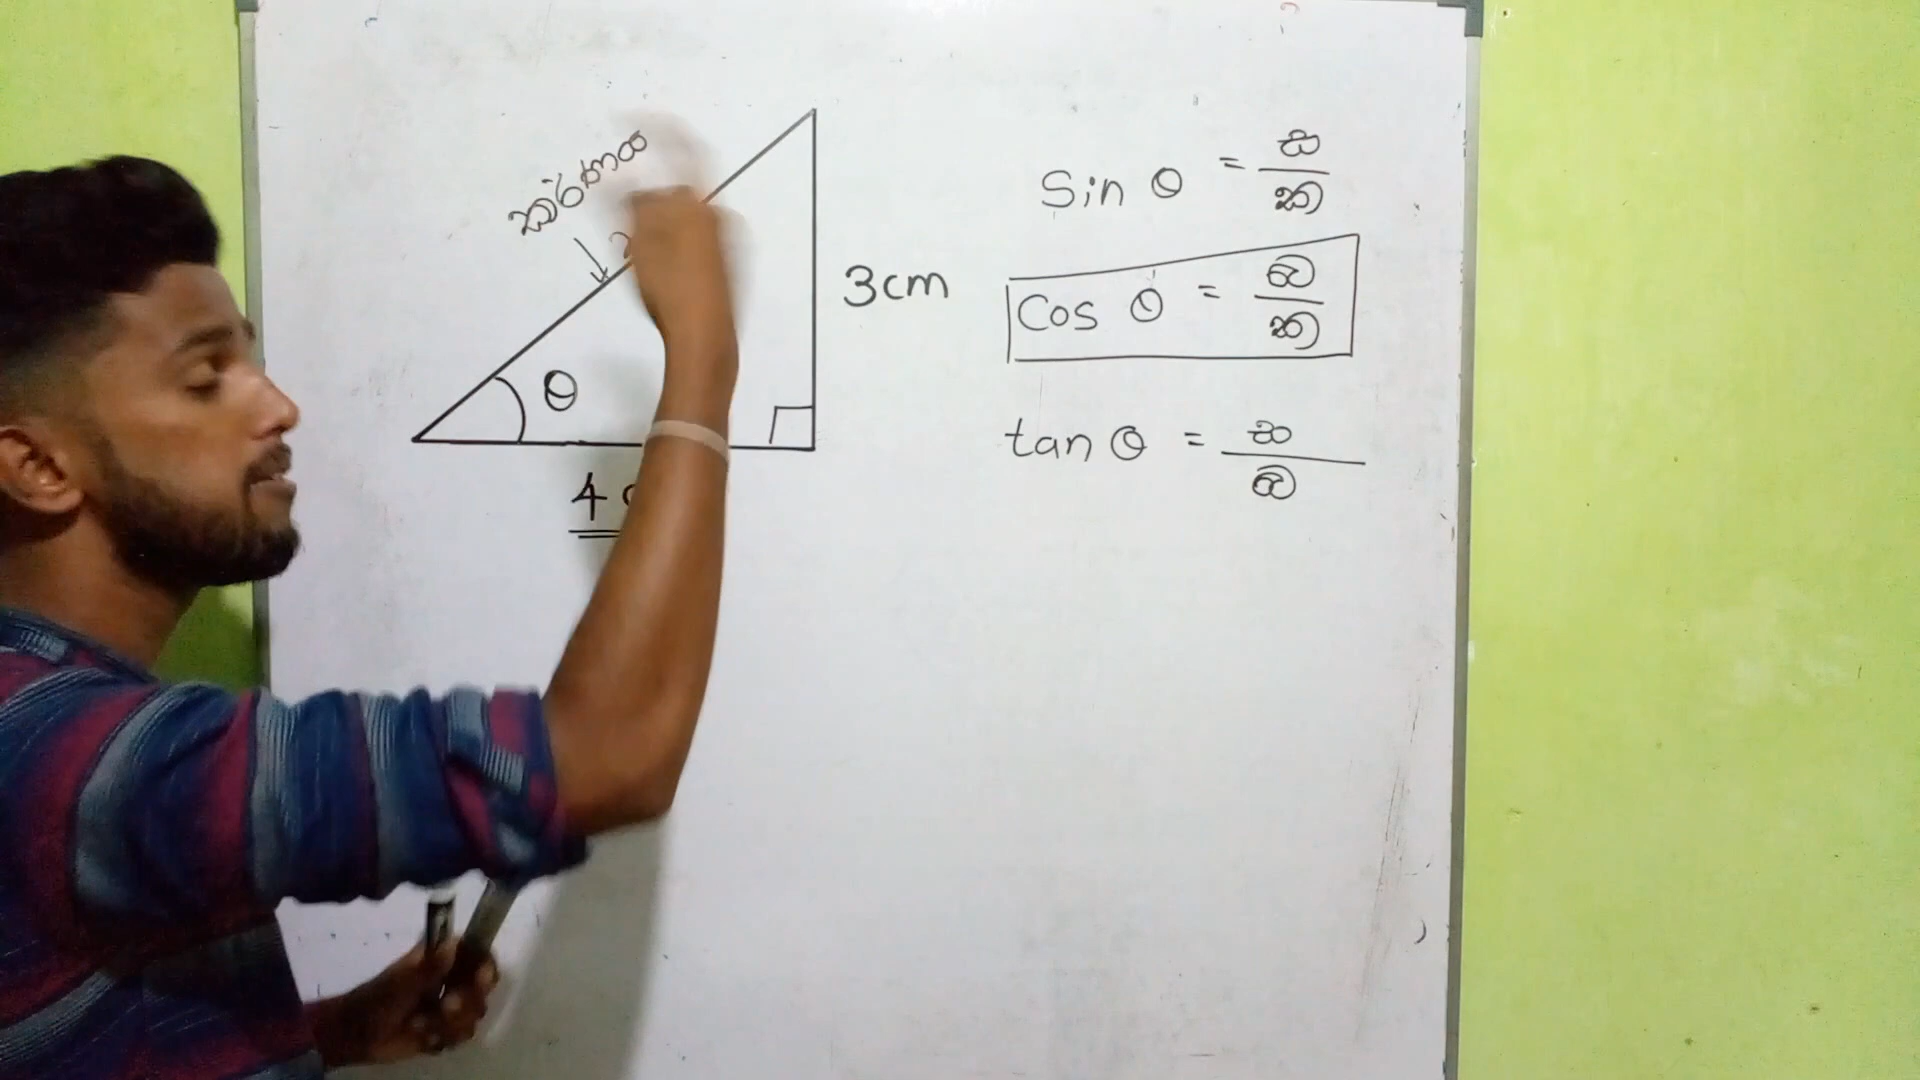 කර්ණය
3cm
θ
4
Sin θ = ස/ක
Cos θ = බ/ක
tan θ = ස/බ